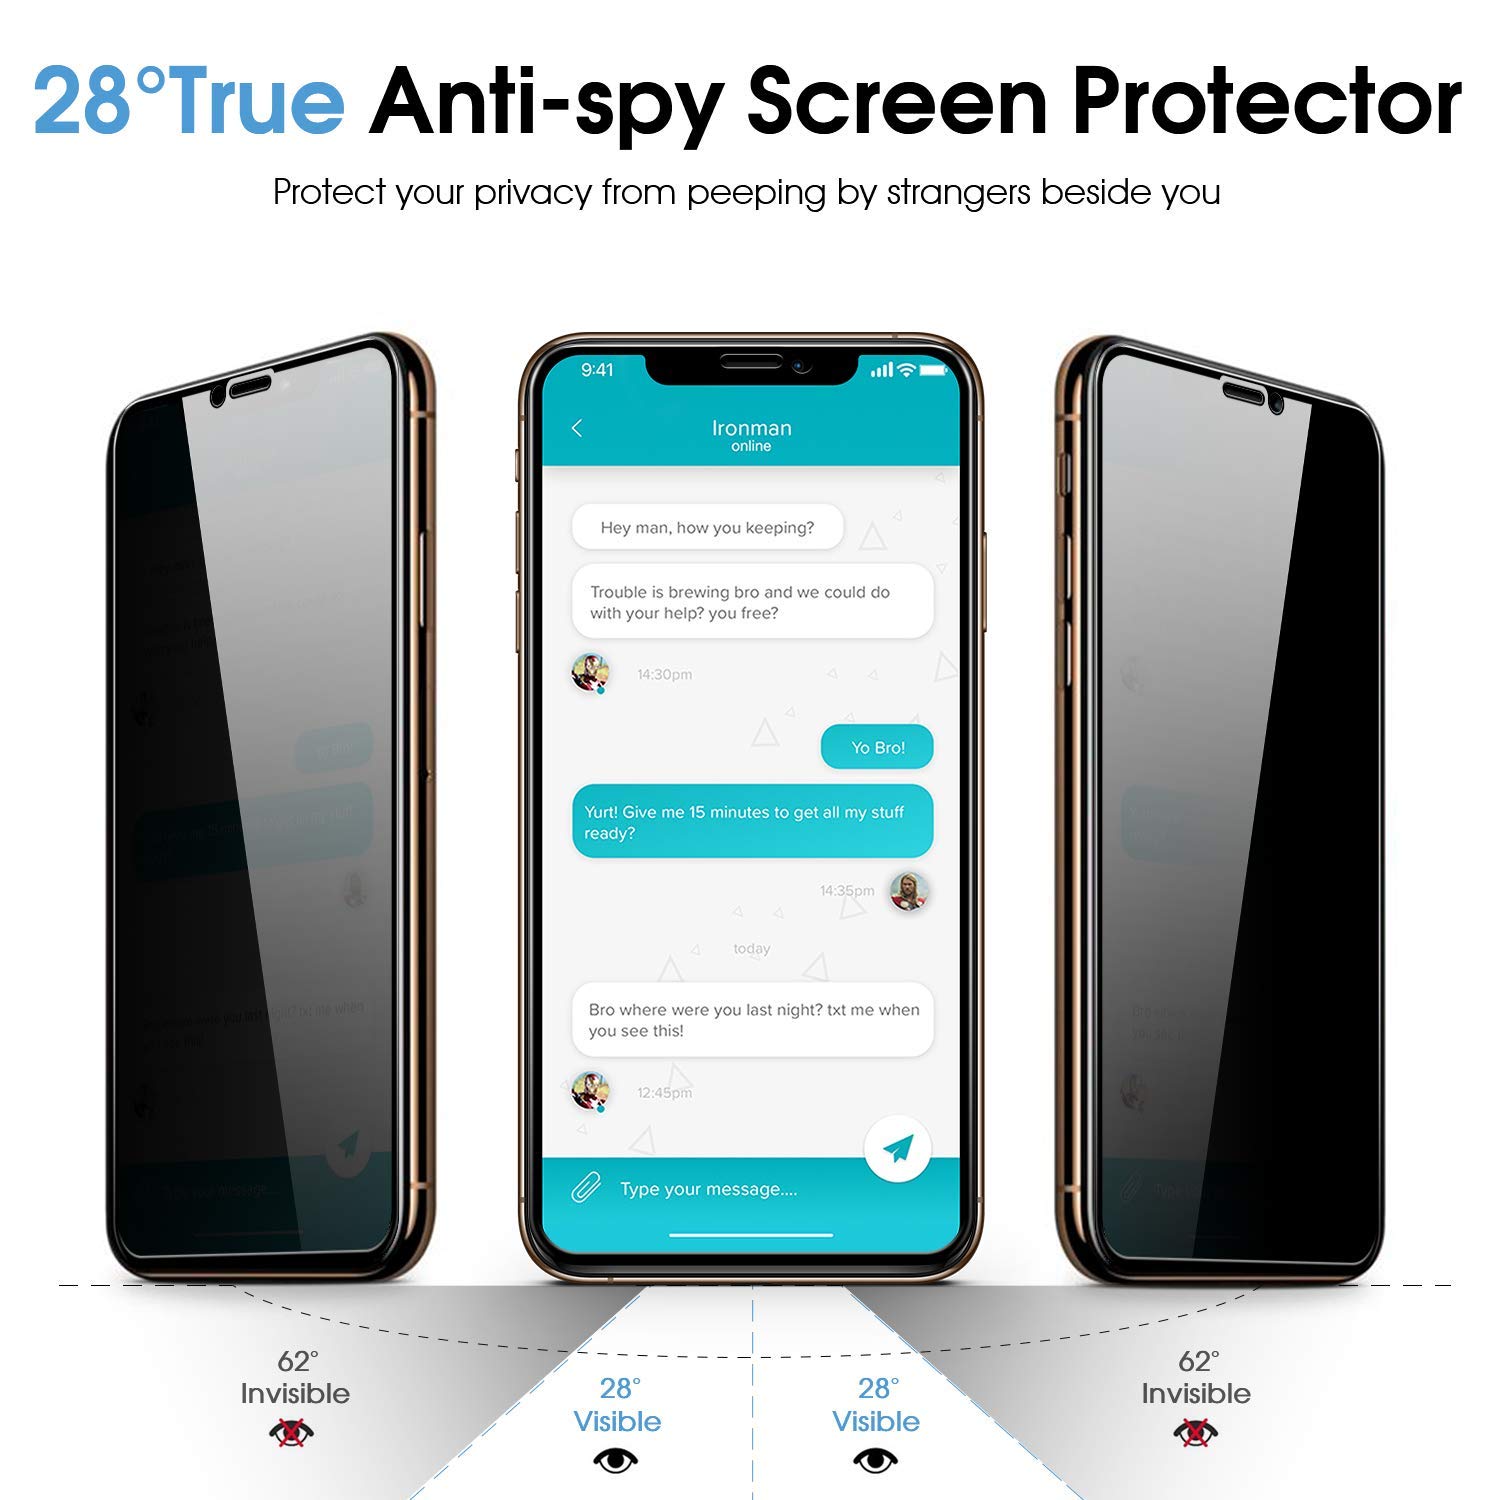 28°True Anti-spy Screen Protector
Protect your privacy from peeping by strangers beside you
9:41
Ironman
online
Hey man, how you keeping?
Trouble is brewing bro and we could do
with your help? you free?
14:30pm
Yo Bro!
Yurt! Give me 15 minutes to get all my stuff
ready?
14:35pm
today
Bro where were you last night? txt me when
you see this!
12:45pm
Type your message....
62°
Invisible
28°
Visible
28°
Visible
62°
Invisible